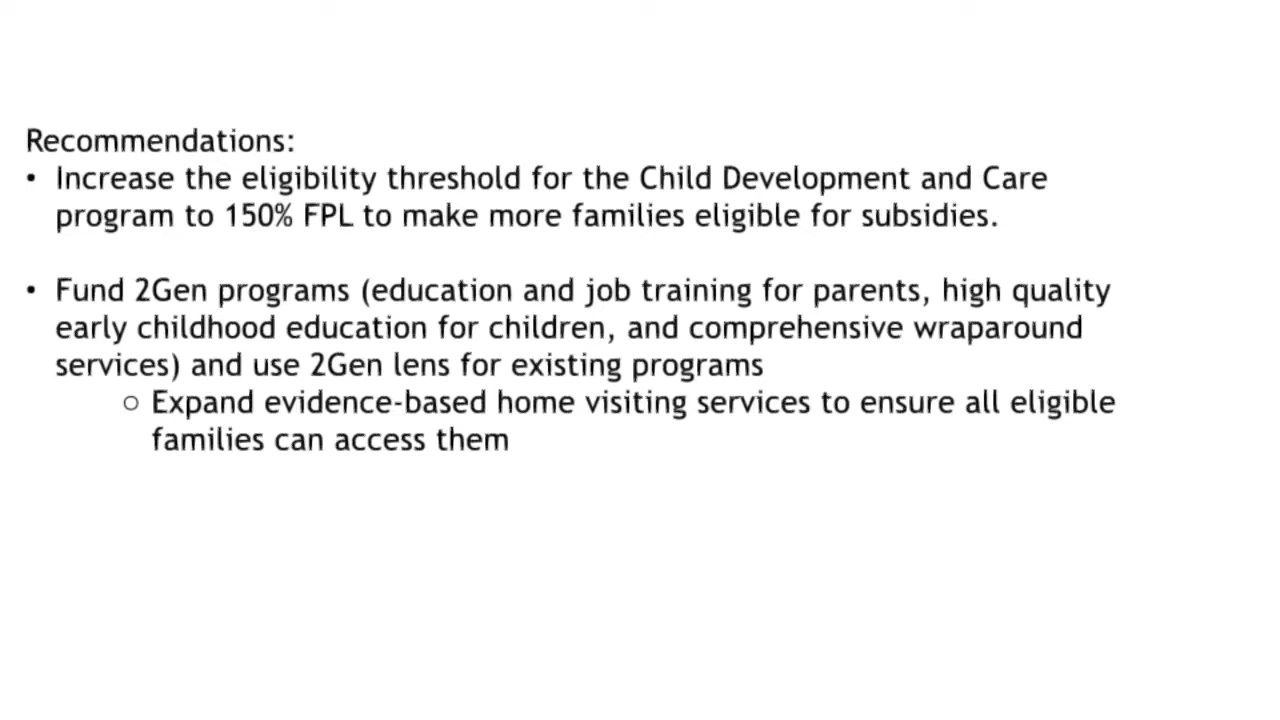 Recommendations:
• Increase the eligibility threshold for the Child Development and Care
program to 150% FPL to make more families eligible for subsidies.
• Fund 2Gen programs (education and job training for parents, high quality
early childhood education for children, and comprehensive wraparound
services) and use 2Gen lens for existing programs
○ Expand evidence-based home visiting services to ensure all eligible
families can access them